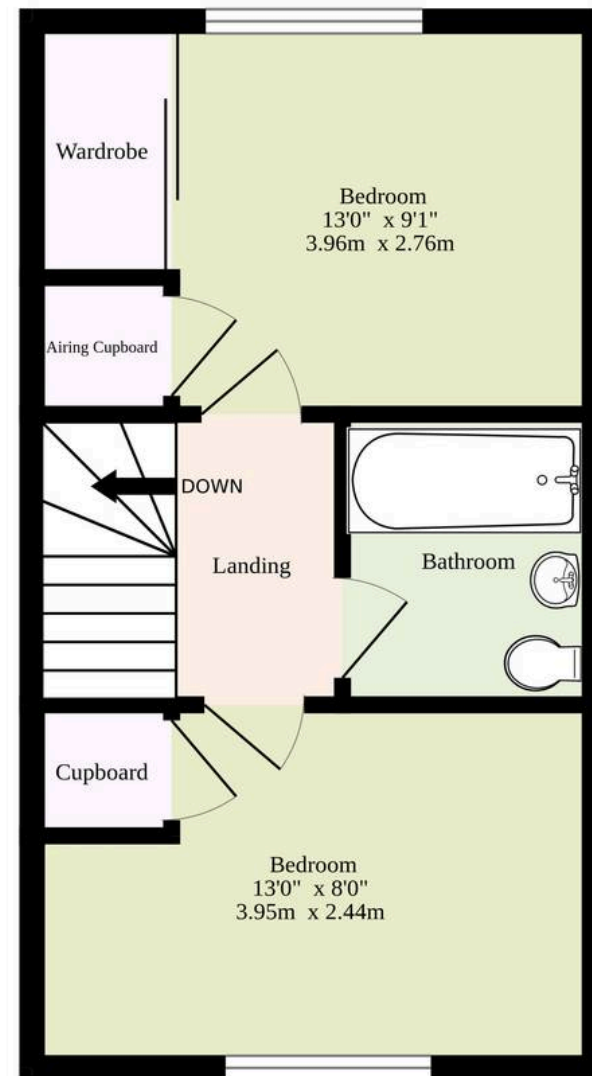 Wardrobe
Bedroom
13'0" x 9'1"
3.96m x 2.76m
Airing Cupboard
DOWN
Landing
Bathroom
Cupboard
Bedroom
13'0" x 8'0"
3.95m x 2.44m